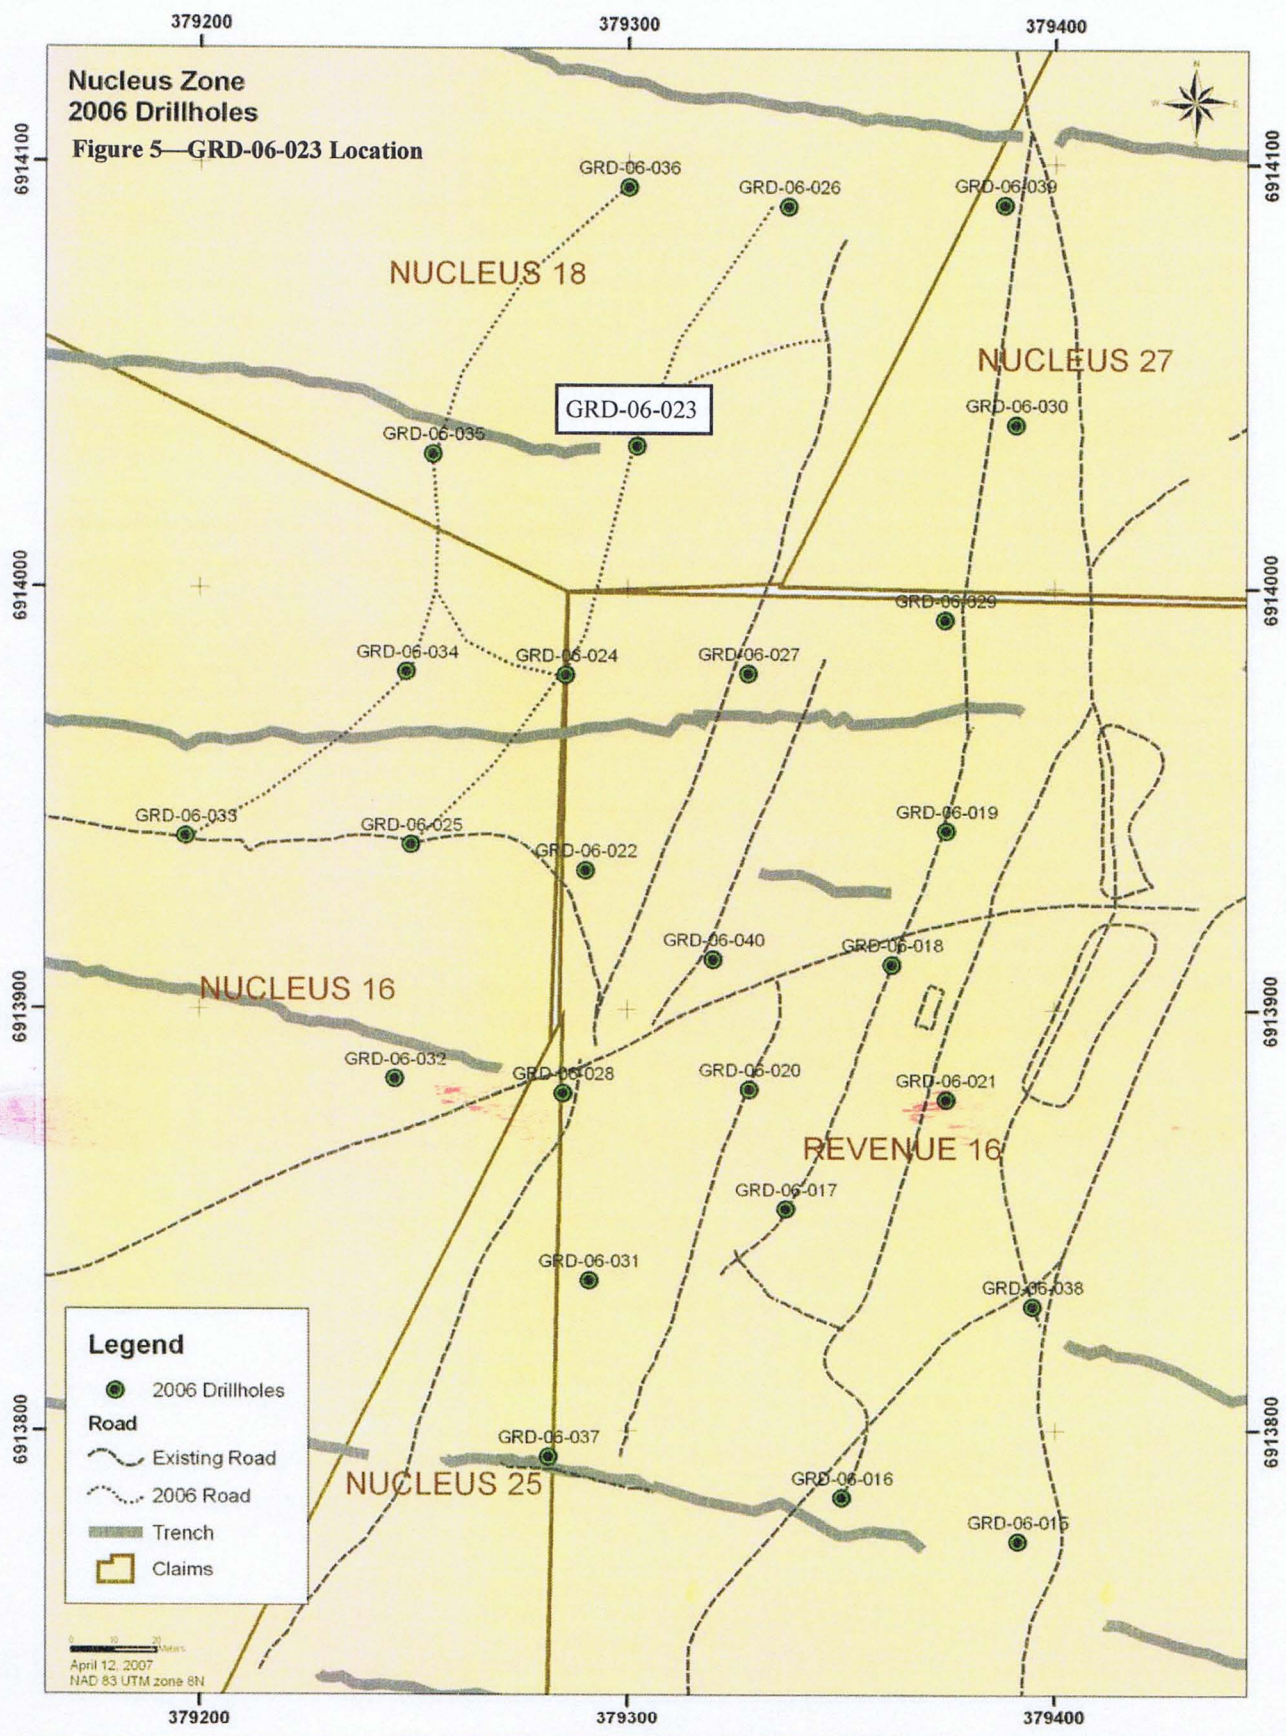 379200
379300
379400
Nucleus Zone
2006 Drillholes
Figure 5—GRD-06-023 Location
N
W
E
6914100
6914100
GRD-06-036
GRD-06-026
GRD-06-039
NUCLEUS 18
NUCLEUS 27
GRD-06-023
GRD-06-030
GRD-06-035
6914000
6914000
GRD-06-029
GRD-06-034
GRD-06-024
GRD-06-027
GRD-06-033
GRD-06-025
GRD-06-019
GRD-06-022
GRD-06-040
GRD-06-018
NUCLEUS 16
6913900
6913900
GRD-06-032
GRD-06-028
GRD-06-020
GRD-06-021
REVENUE 16
GRD-06-017
GRD-06-031
GRD-06-038
Legend
2006 Drillholes
Road
Existing Road
2006 Road
Trench
Claims
6913800
6913800
GRD-06-037
NUCLEUS 25
GRD-06-016
GRD-06-015
0 10 20
Meters
April 12, 2007
NAD 83 UTM zone 8N
379200
379300
379400